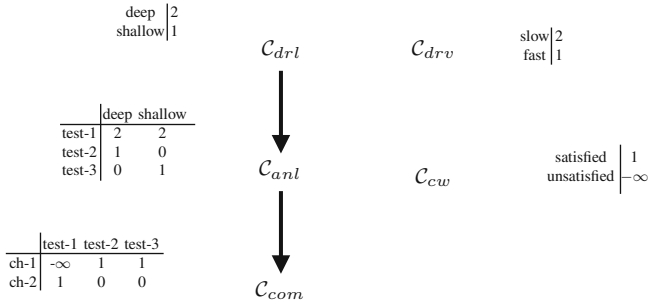 deep 2
shallow 1
C_drl
C_drv
slow 2
fast 1
deep shallow
test-1 2 2
test-2 1 0
test-3 0 1
C_anl
C_cw
satisfied 1
unsatisfied −∞
test-1 test-2 test-3
ch-1 -∞ 1 1
ch-2 1 0 0
C_com